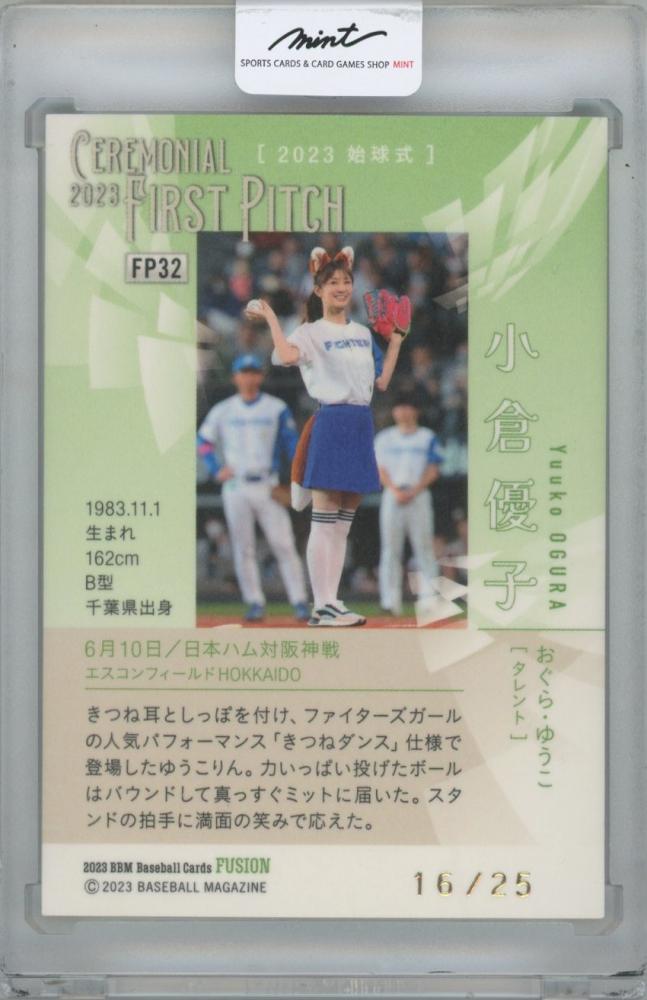 mint
SPORTS CARDS & CARD GAMES SHOP MINT
CEREMONIAL
2023 FIRST PITCH
[ 2023 始球式 ]
FP32
FIGHTERS
小倉優子
Yuuko OGURA
おぐら・ゆうこ
[タレント]
1983.11.1
生まれ
162cm
B型
千葉県出身
6月10日／日本ハム対阪神戦
エスコンフィールドHOKKAIDO
きつね耳としっぽを付け、ファイターズガール
の人気パフォーマンス「きつねダンス」仕様で
登場したゆうこりん。力いっぱい投げたボール
はバウンドして真っすぐミットに届いた。スタ
ンドの拍手に満面の笑みで応えた。
2023 BBM Baseball Cards FUSION
Ⓒ 2023 BASEBALL MAGAZINE
16/25